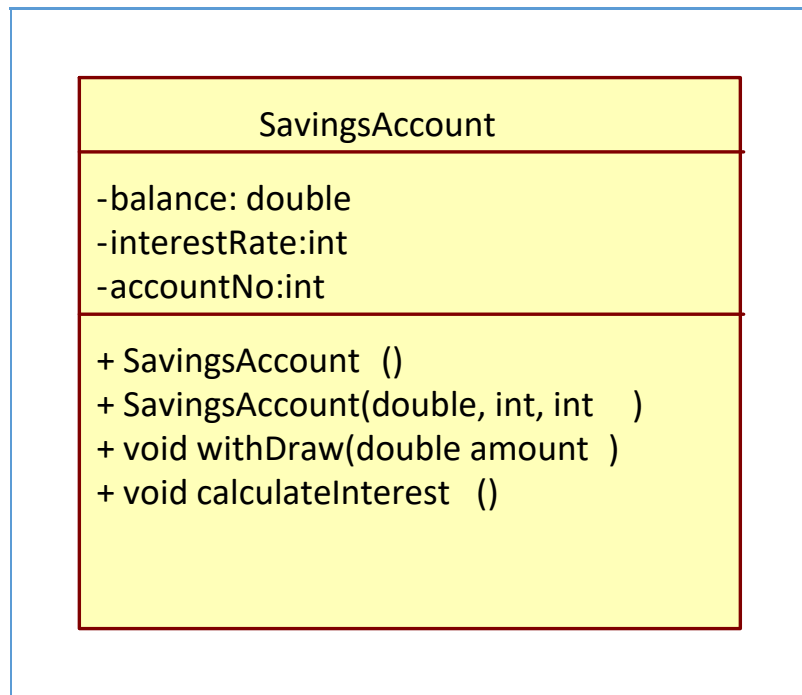 SavingsAccount
-balance: double
-interestRate:int
-accountNo:int
+ SavingsAccount ()
+ SavingsAccount(double, int, int )
+ void withDraw(double amount )
+ void calculateInterest ()